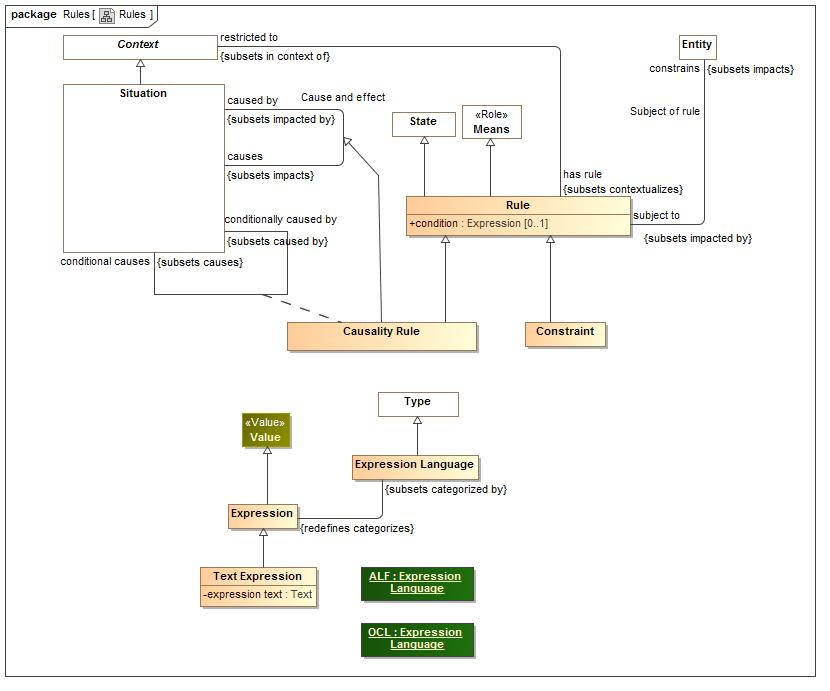 package Rules [ Rules ]
Context
restricted to
{subsets in context of}
Entity
constrains
{subsets impacts}
Situation
caused by
{subsets impacted by}
Cause and effect
causes
{subsets impacts}
State
«Role»
Means
Subject of rule
has rule
{subsets contextualizes}
Rule
+condition : Expression [0..1]
subject to
{subsets impacted by}
conditionally caused by
{subsets caused by}
conditional causes
{subsets causes}
Causality Rule
Constraint
Type
«Value»
Value
Expression Language
{subsets categorized by}
Expression
{redefines categorizes}
Text Expression
-expression text : Text
ALF : Expression
Language
OCL : Expression
Language